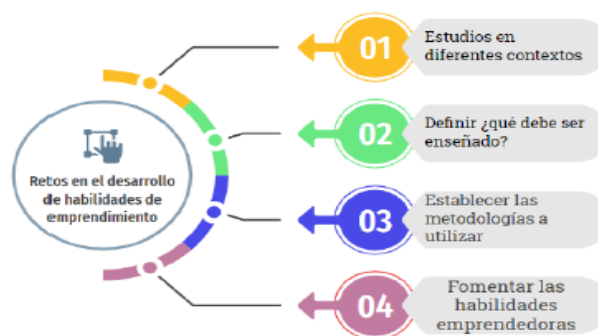 Retos en el desarrollo
de habilidades de
emprendimiento
01
Estudios en
diferentes contextos
02
Definir ¿qué debe ser
enseñado?
03
Establecer las
metodologías a
utilizar
04
Fomentar las
habilidades
emprendedoras